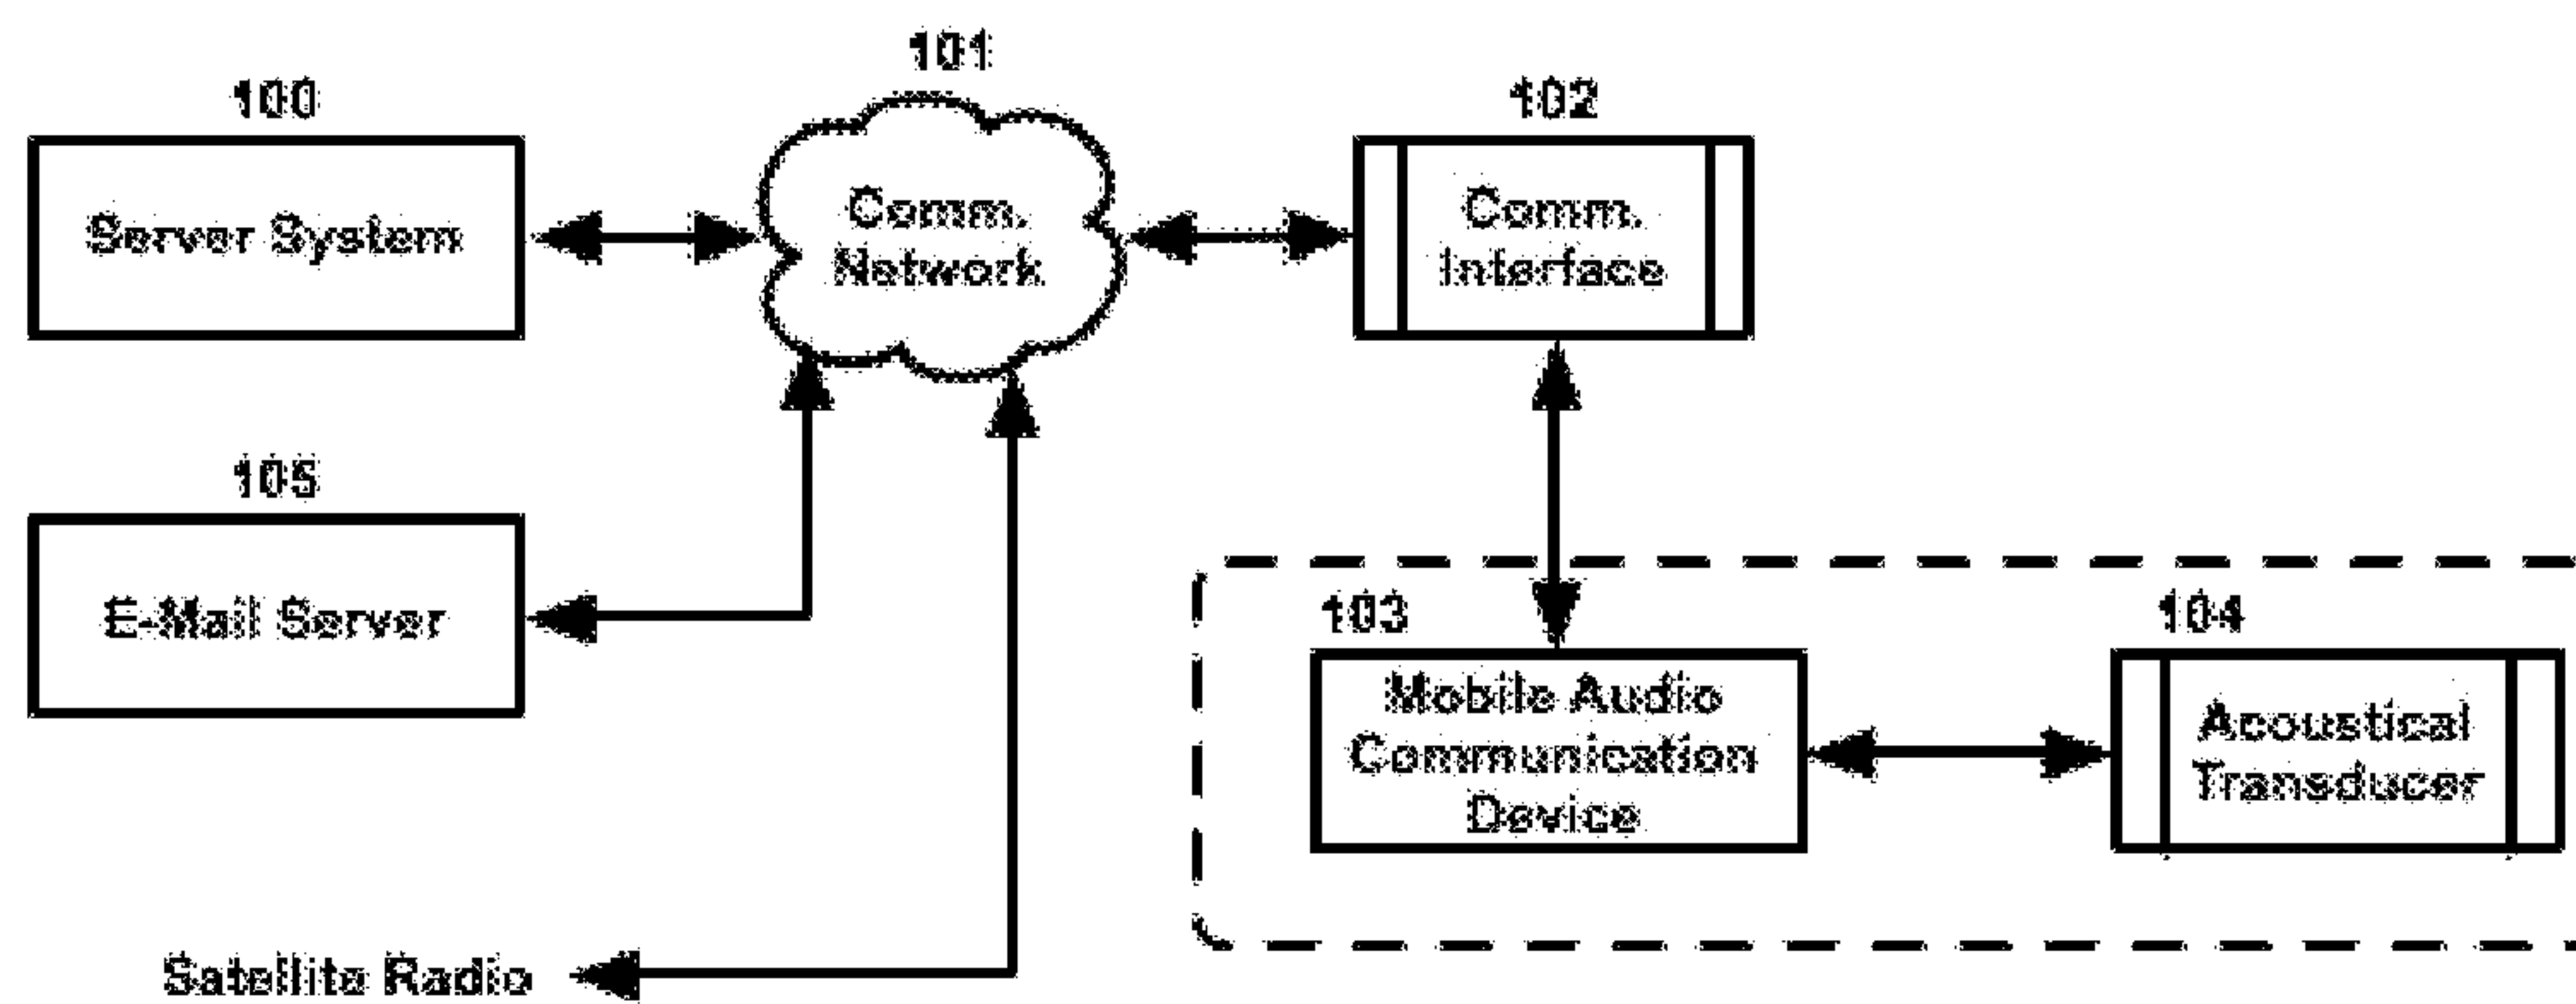 101
100
102
Server System
Comm.
Network
Comm.
Interface
105
E-Mail Server
103
104
Mobile Audio
Communication
Device
Acoustical
Transducer
Satellite Radio